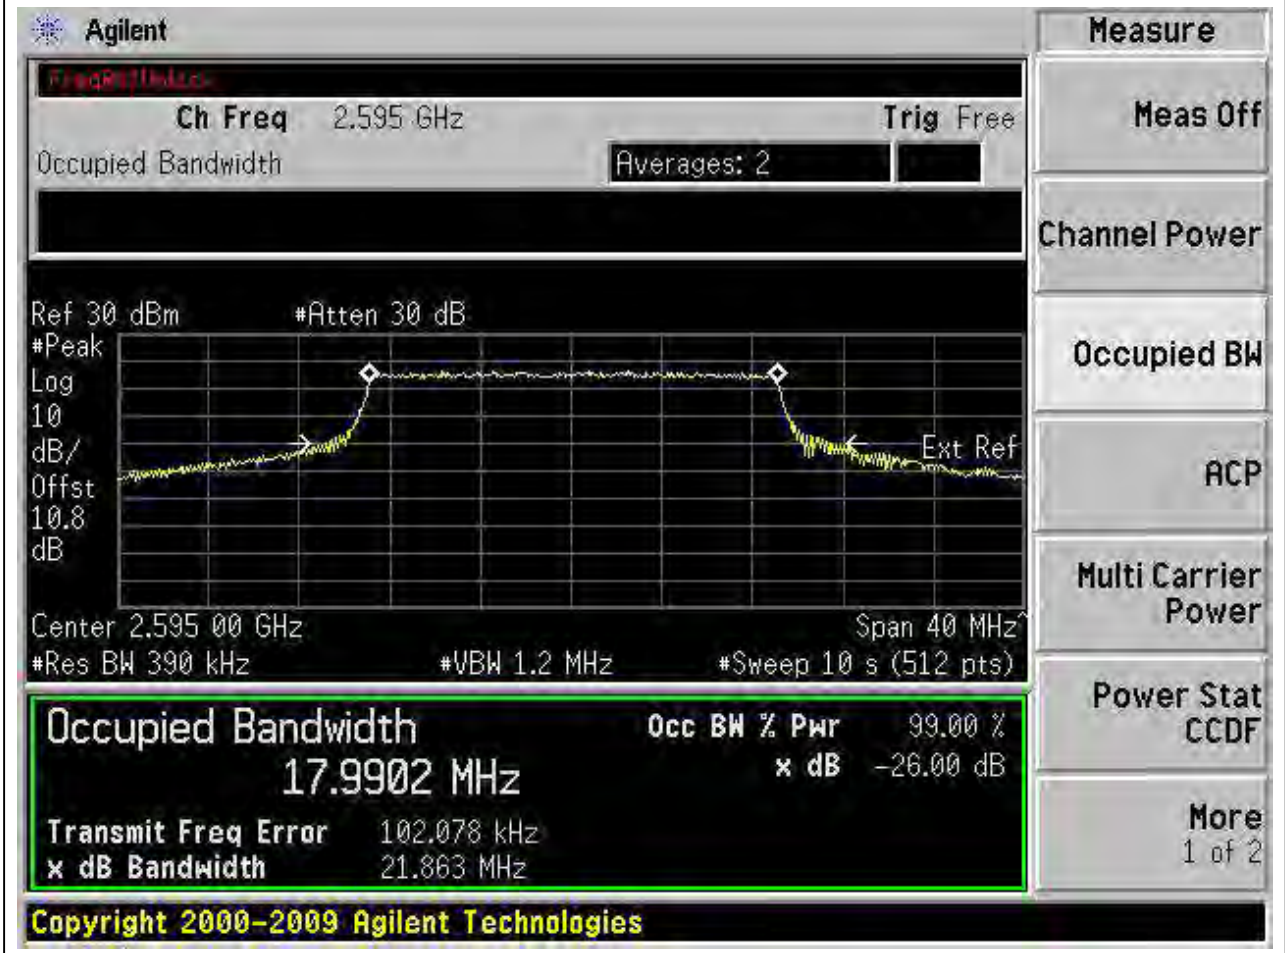 Agilent
Measure
Ch Freq 2.595 GHz Trig Free
Meas Off
Occupied Bandwidth Averages: 2
Channel Power
Ref 30 dBm #Atten 30 dB
#Peak
Log
10
dB/
Offst
10.8
dB
Ext Ref
Occupied BW
ACP
Center 2.595 00 GHz Span 40 MHz^
#Res BW 390 kHz #VBW 1.2 MHz #Sweep 10 s (512 pts)
Multi Carrier
Power
Occupied Bandwidth Occ BW % Pwr 99.00 %
17.9902 MHz x dB -26.00 dB
Transmit Freq Error 102.078 kHz
x dB Bandwidth 21.863 MHz
Power Stat
CCDF
More
1 of 2
Copyright 2000-2009 Agilent Technologies